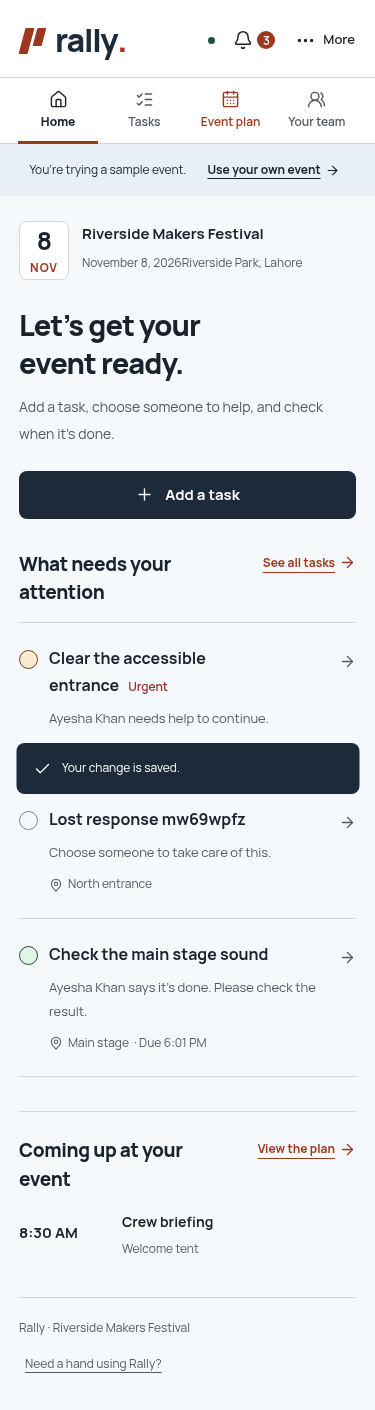 rally.
3
More
Home
Tasks
Event plan
Your team
You're trying a sample event.
Use your own event
8
NOV
Riverside Makers Festival
November 8, 2026Riverside Park, Lahore
Let's get your
event ready.
Add a task, choose someone to help, and check
when it's done.
Add a task
What needs your
attention
See all tasks
Clear the accessible
entrance Urgent
Ayesha Khan needs help to continue.
Your change is saved.
Lost response mw69wpfz
Choose someone to take care of this.
North entrance
Check the main stage sound
Ayesha Khan says it's done. Please check the
result.
Main stage · Due 6:01 PM
Coming up at your
event
View the plan
8:30 AM
Crew briefing
Welcome tent
Rally · Riverside Makers Festival
Need a hand using Rally?